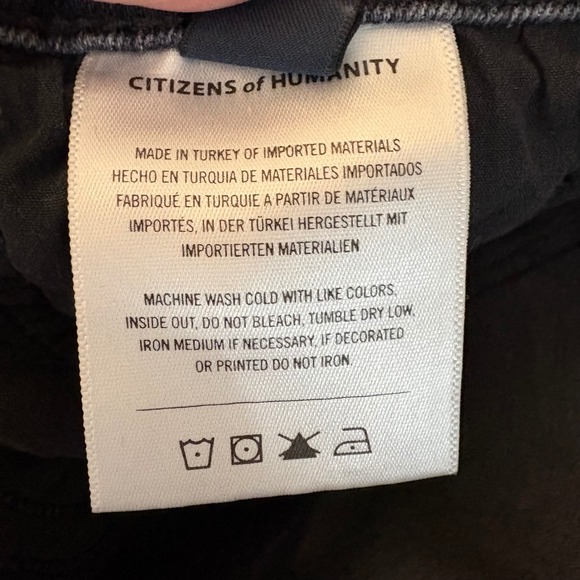 CITIZENS of HUMANITY
MADE IN TURKEY OF IMPORTED MATERIALS
HECHO EN TURQUIA DE MATERIALES IMPORTADOS
FABRIQUÉ EN TURQUIE A PARTIR DE MATÉRIAUX
IMPORTÉS, IN DER TÜRKEI HERGESTELLT MIT
IMPORTIERTEN MATERIALIEN
MACHINE WASH COLD WITH LIKE COLORS,
INSIDE OUT, DO NOT BLEACH, TUMBLE DRY LOW,
IRON MEDIUM IF NECESSARY, IF DECORATED
OR PRINTED DO NOT IRON.